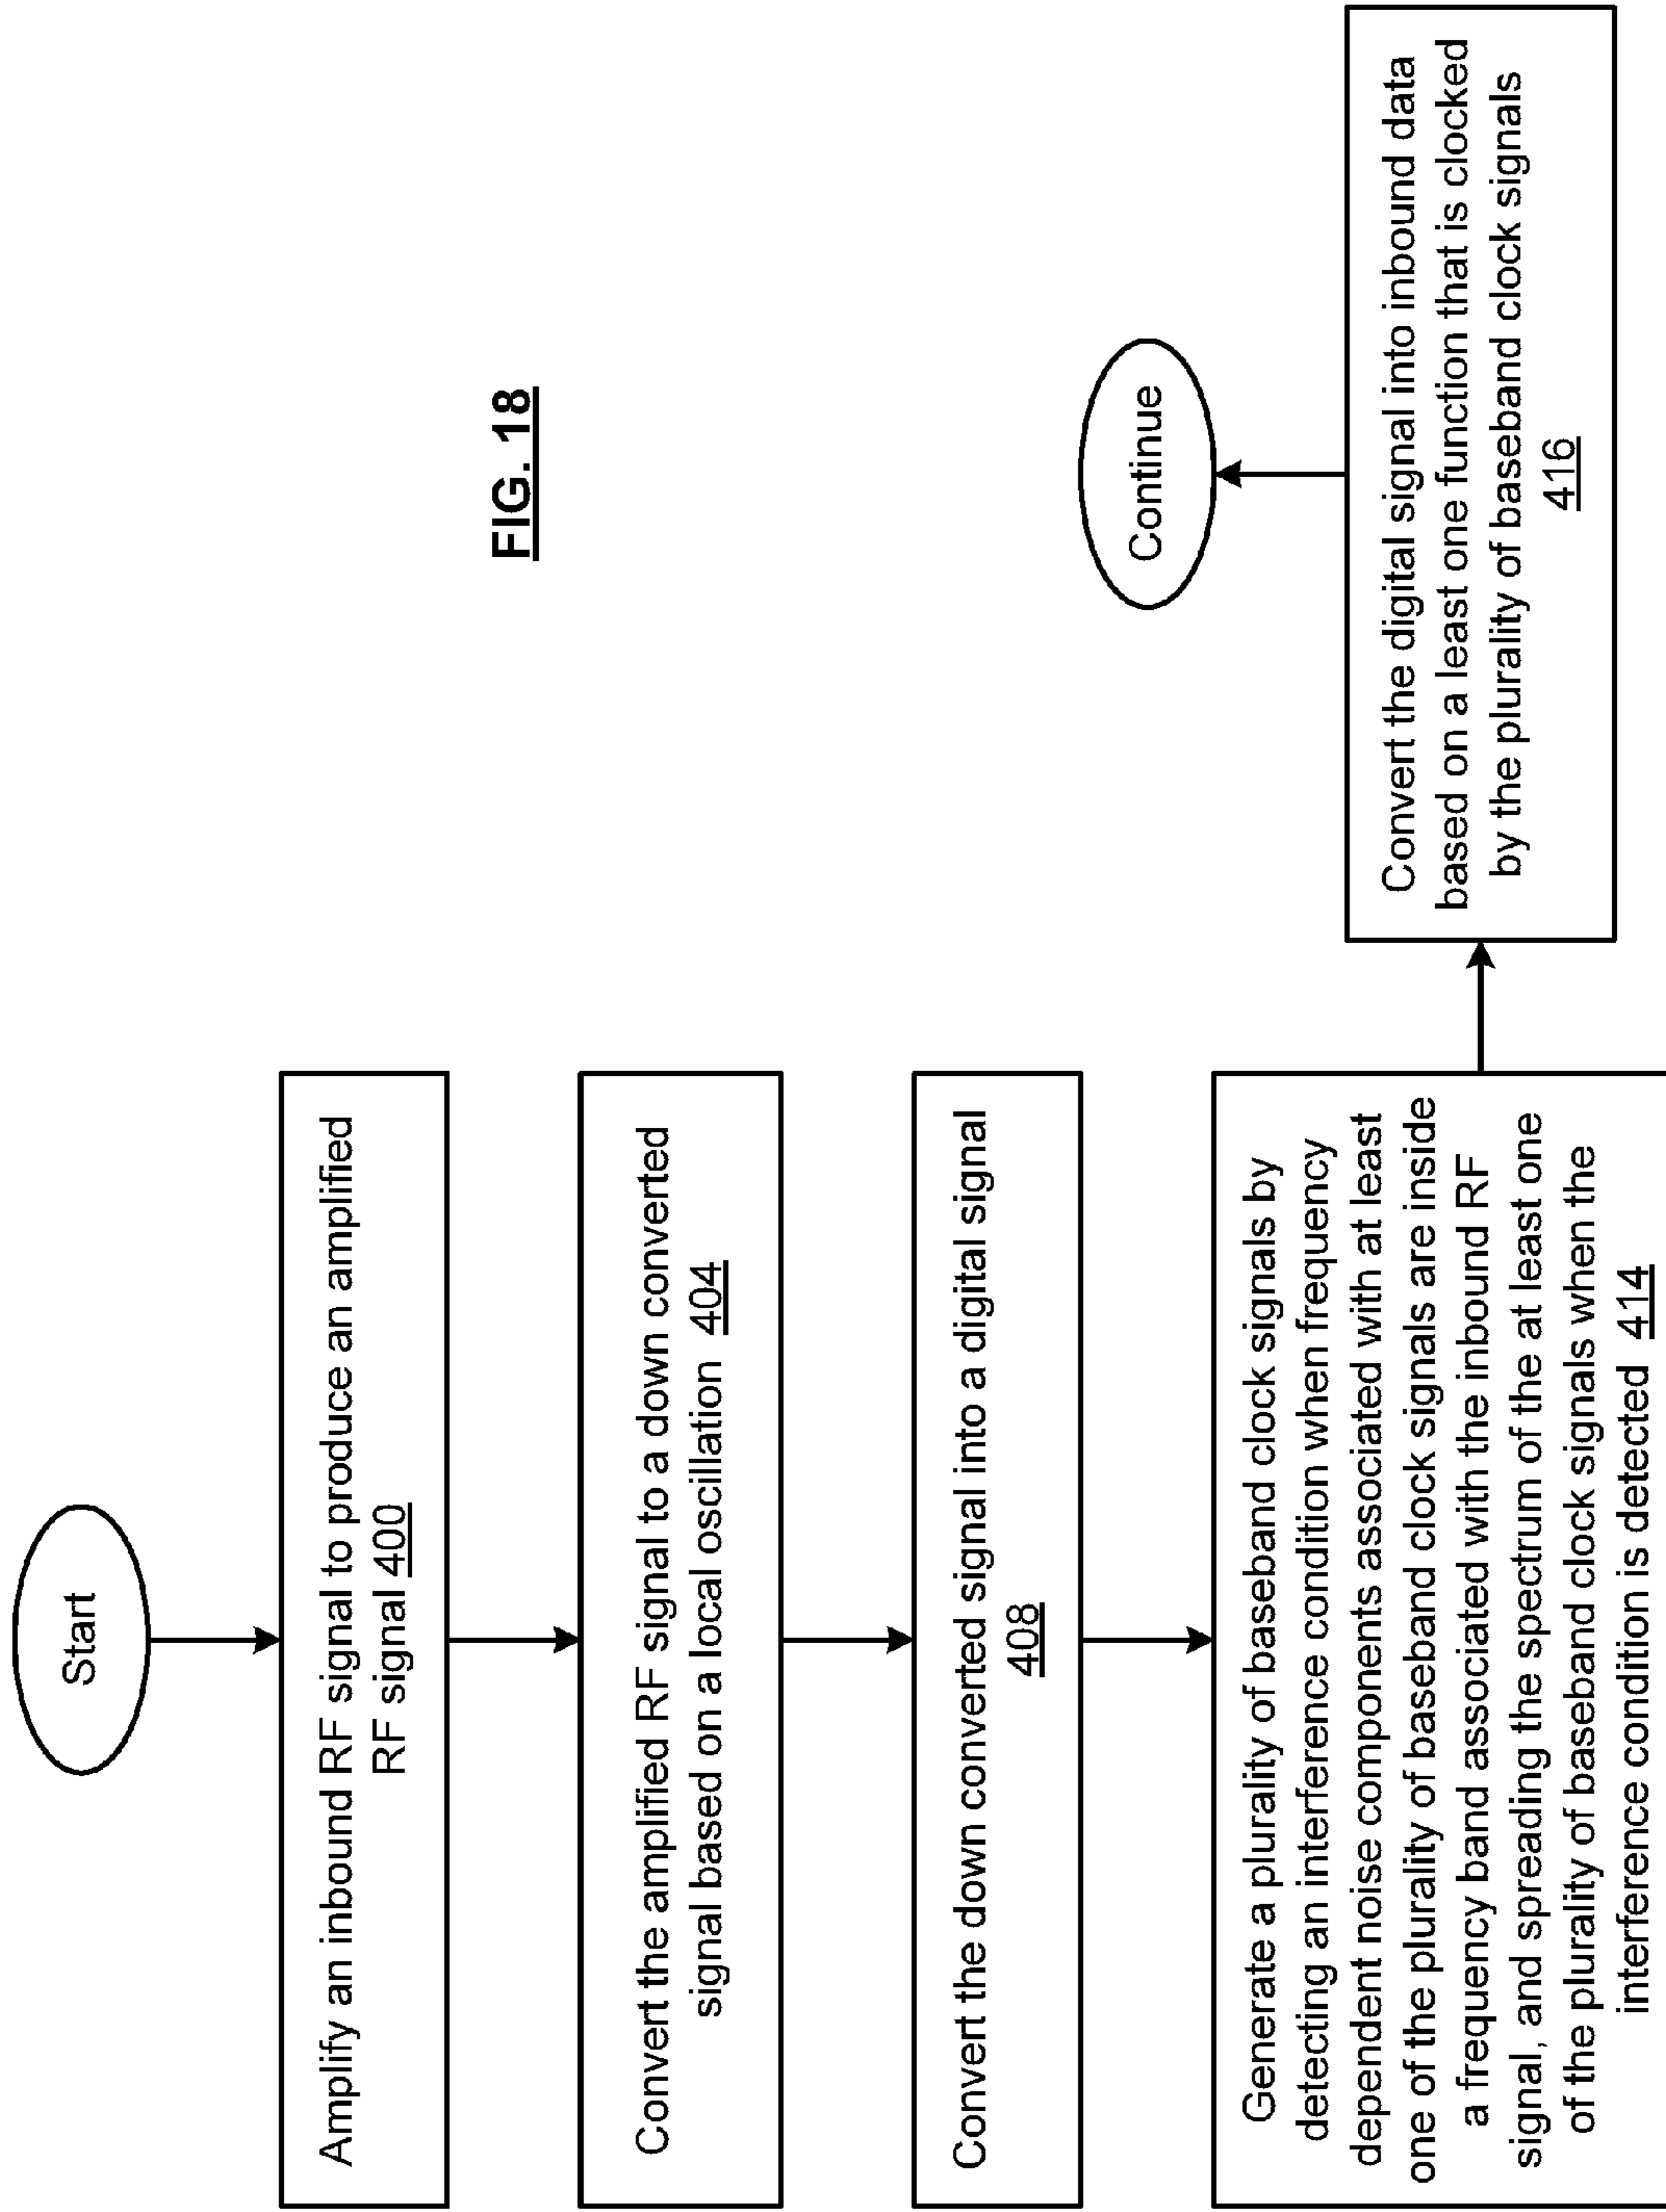 Start
Amplify an inbound RF signal to produce an amplified
RF signal 400
Convert the amplified RF signal to a down converted
signal based on a local oscillation 404
Convert the down converted signal into a digital signal
408
Generate a plurality of baseband clock signals by
detecting an interference condition when frequency
dependent noise components associated with at least
one of the plurality of baseband clock signals are inside
a frequency band associated with the inbound RF
signal, and spreading the spectrum of the at least one
of the plurality of baseband clock signals when the
interference condition is detected 414
Convert the digital signal into inbound data
based on a least one function that is clocked
by the plurality of baseband clock signals
416
Continue
FIG. 18